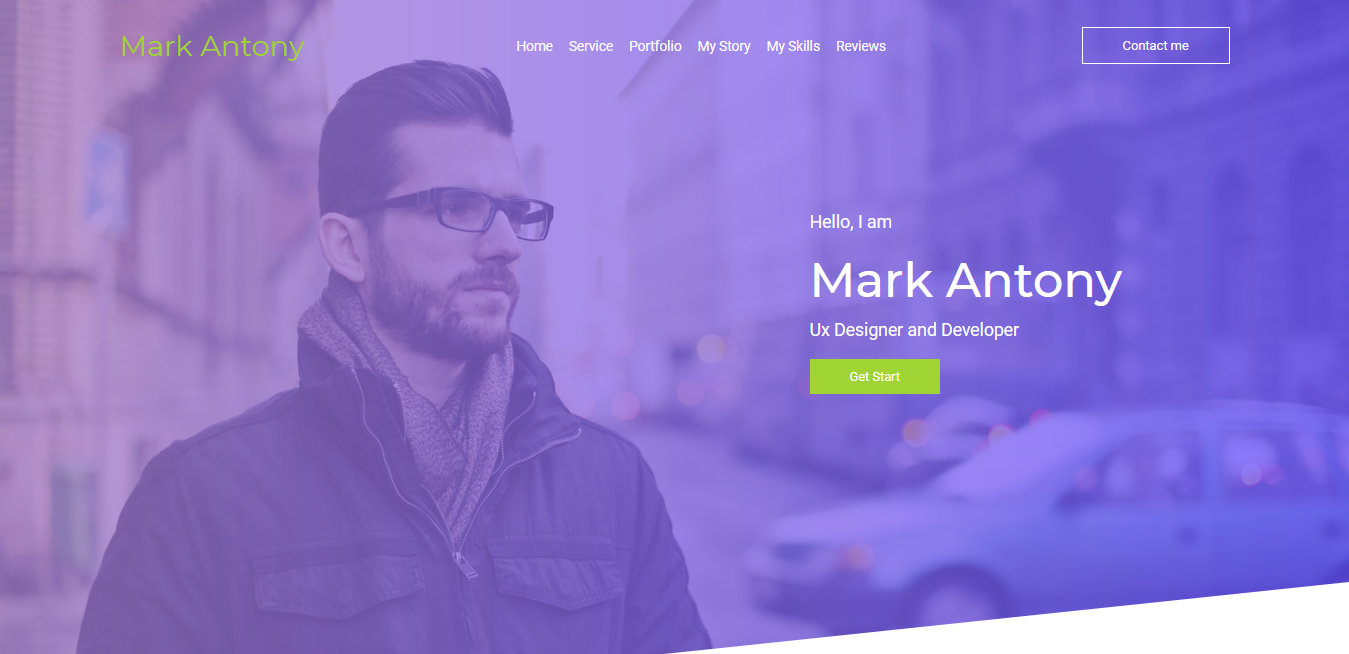 Mark Antony
Home Service Portfolio My Story My Skills Reviews
Contact me
Hello, I am
Mark Antony
Ux Designer and Developer
Get Start